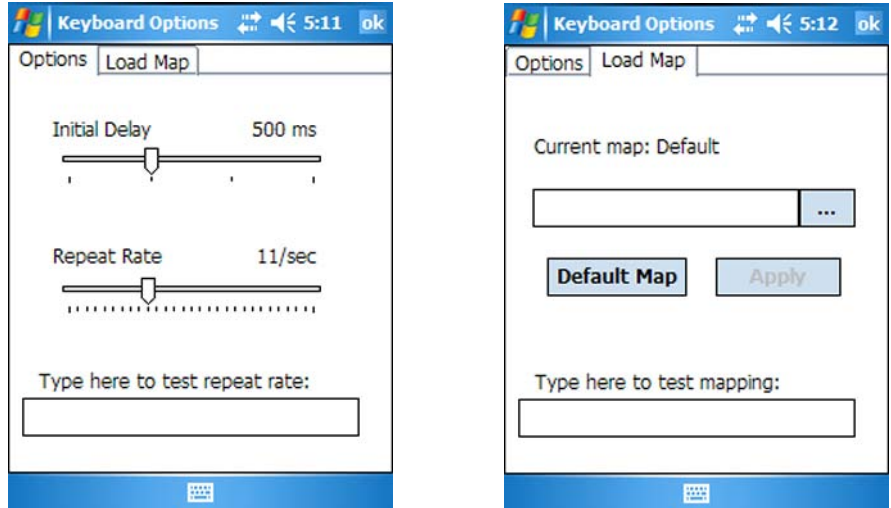 Keyboard Options 5:11 ok
Options Load Map
Initial Delay 500 ms
Repeat Rate 11/sec
Type here to test repeat rate:
Keyboard Options 5:12 ok
Options Load Map
Current map: Default
...
Default Map Apply
Type here to test mapping: